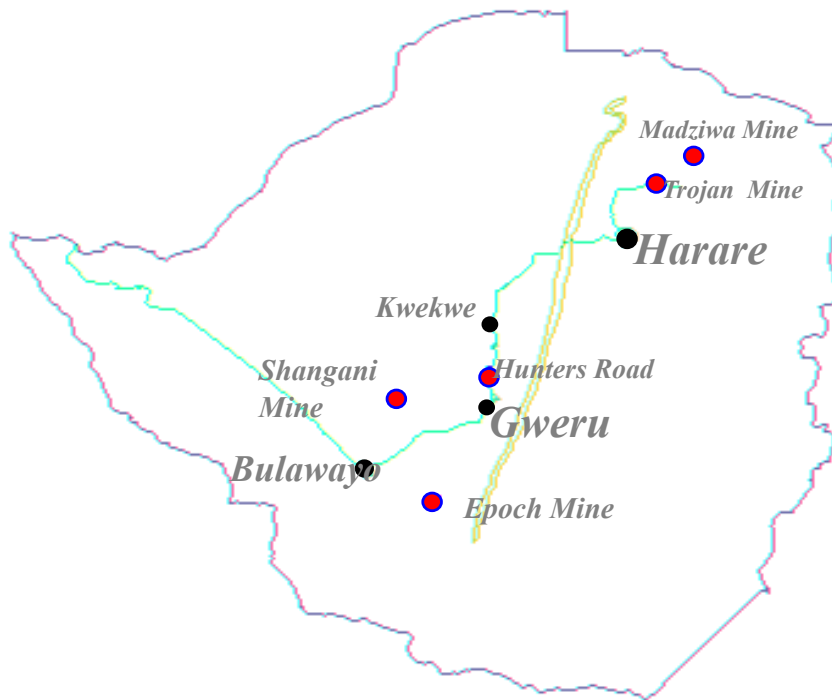 Madziwa Mine
Trojan  Mine
Harare
Kwekwe
Hunters Road
Shangani
Mine
Gweru
Bulawayo
Epoch Mine